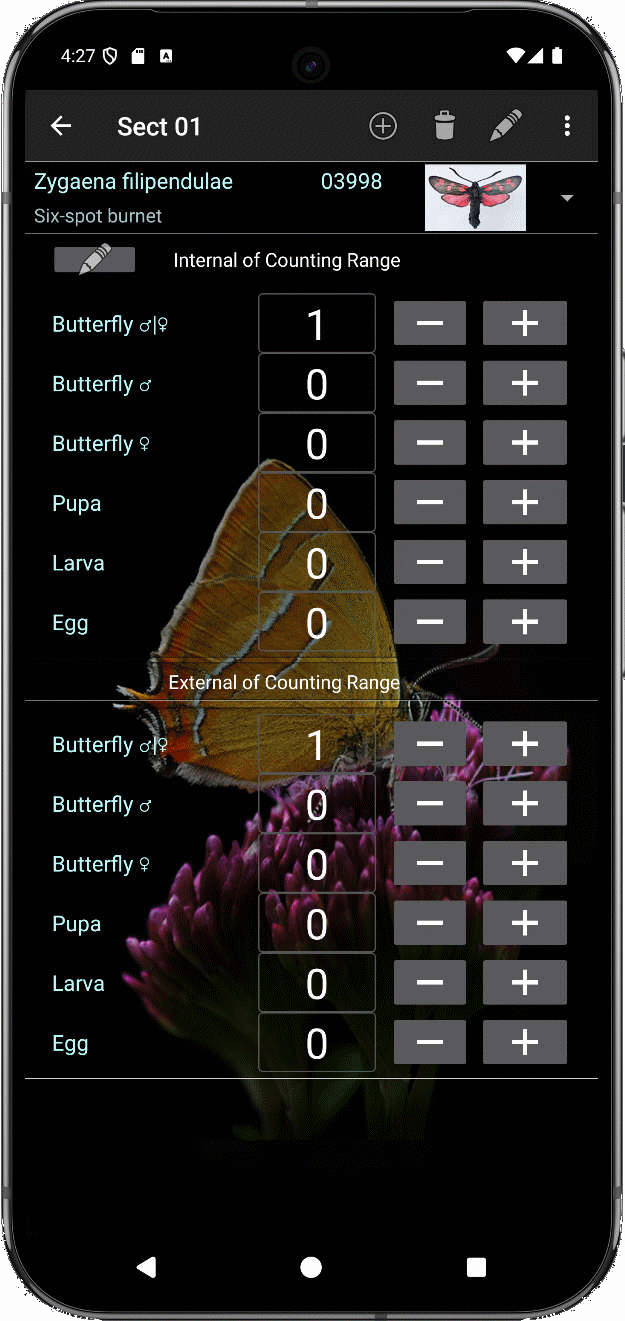 4:27 A
Sect 01
Zygaena filipendulae 03998
Six-spot burnet
Internal of Counting Range
Butterfly ♂|♀ 1 − +
Butterfly ♂ 0 − +
Butterfly ♀ 0 − +
Pupa 0 − +
Larva 0 − +
Egg 0 − +
External of Counting Range
Butterfly ♂|♀ 1 − +
Butterfly ♂ 0 − +
Butterfly ♀ 0 − +
Pupa 0 − +
Larva 0 − +
Egg 0 − +